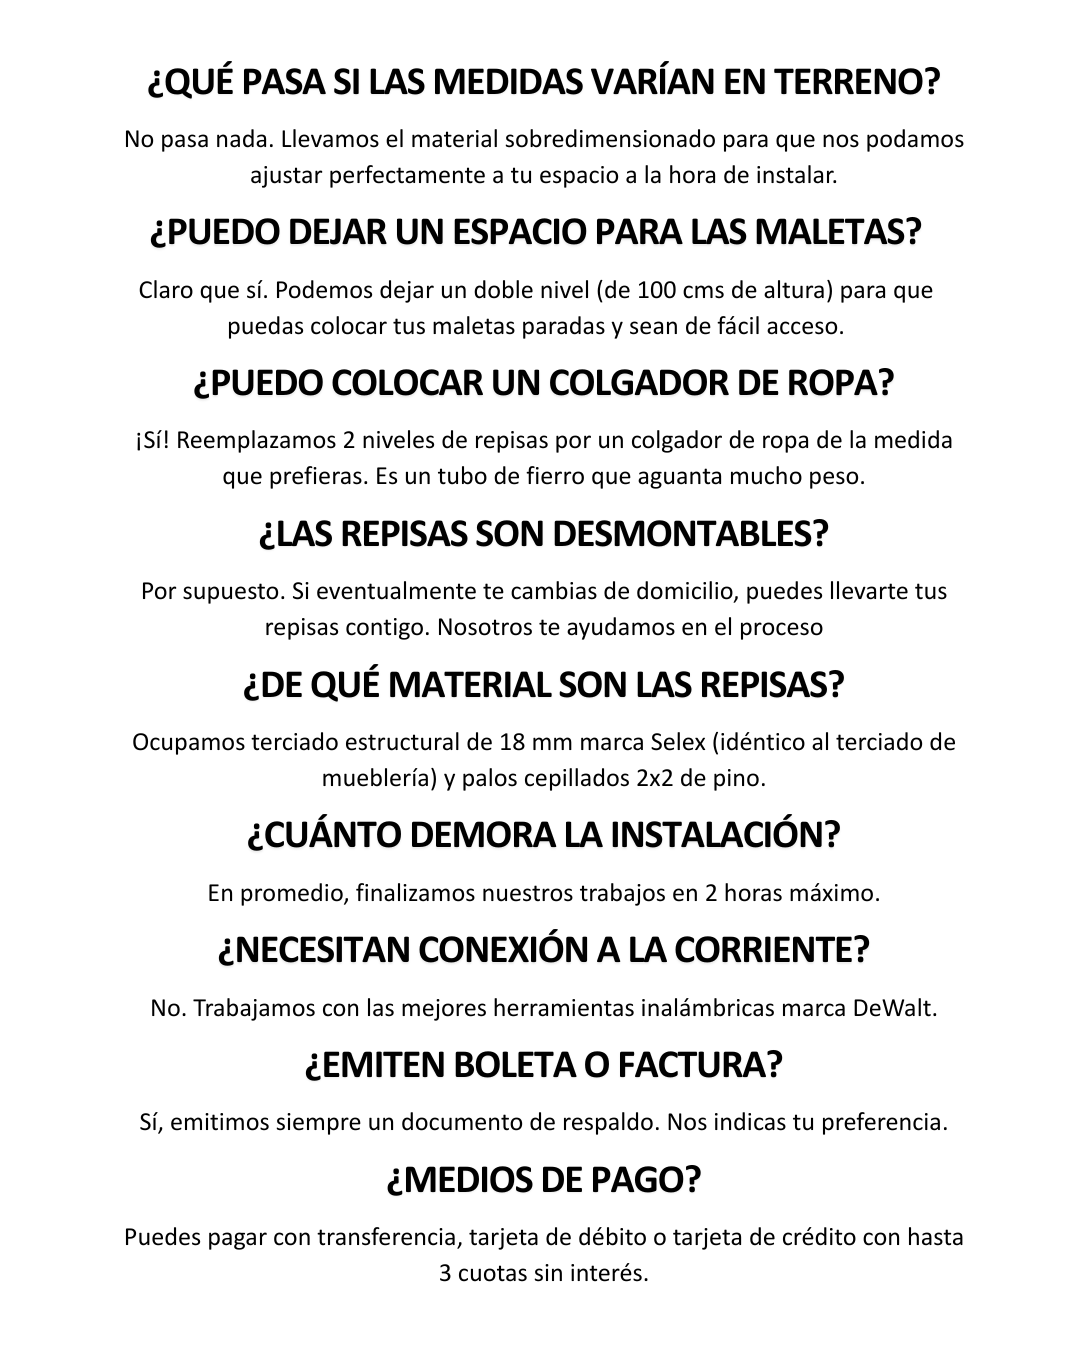 ¿QUÉ PASA SI LAS MEDIDAS VARÍAN EN TERRENO?
No pasa nada. Llevamos el material sobredimensionado para que nos podamos
ajustar perfectamente a tu espacio a la hora de instalar.
¿PUEDO DEJAR UN ESPACIO PARA LAS MALETAS?
Claro que sí. Podemos dejar un doble nivel (de 100 cms de altura) para que
puedas colocar tus maletas paradas y sean de fácil acceso.
¿PUEDO COLOCAR UN COLGADOR DE ROPA?
¡Sí! Reemplazamos 2 niveles de repisas por un colgador de ropa de la medida
que prefieras. Es un tubo de fierro que aguanta mucho peso.
¿LAS REPISAS SON DESMONTABLES?
Por supuesto. Si eventualmente te cambias de domicilio, puedes llevarte tus
repisas contigo. Nosotros te ayudamos en el proceso
¿DE QUÉ MATERIAL SON LAS REPISAS?
Ocupamos terciado estructural de 18 mm marca Selex (idéntico al terciado de
mueblería) y palos cepillados 2x2 de pino.
¿CUÁNTO DEMORA LA INSTALACIÓN?
En promedio, finalizamos nuestros trabajos en 2 horas máximo.
¿NECESITAN CONEXIÓN A LA CORRIENTE?
No. Trabajamos con las mejores herramientas inalámbricas marca DeWalt.
¿EMITEN BOLETA O FACTURA?
Sí, emitimos siempre un documento de respaldo. Nos indicas tu preferencia.
¿MEDIOS DE PAGO?
Puedes pagar con transferencia, tarjeta de débito o tarjeta de crédito con hasta
3 cuotas sin interés.